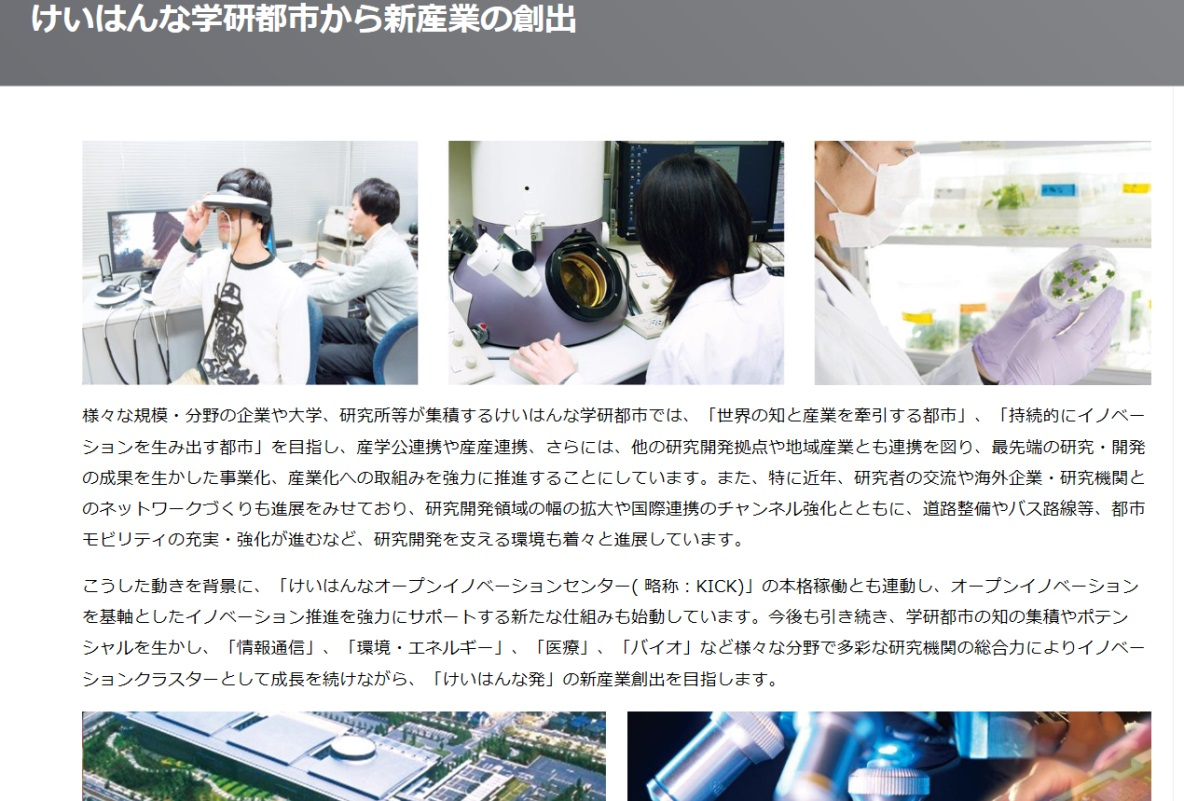 けいはんな学研都市から新産業の創出
様々な規模・分野の企業や大学、研究所等が集積するけいはんな学研都市では、「世界の知と産業を牽引する都市」、「持続的にイノベー
ションを生み出す都市」を目指し、産学公連携や産産連携、さらには、他の研究開発拠点や地域産業とも連携を図り、最先端の研究・開発
の成果を生かした事業化、産業化への取組みを強力に推進することにしています。また、特に近年、研究者の交流や海外企業・研究機関と
のネットワークづくりも進展をみせており、研究開発領域の幅の拡大や国際連携のチャンネル強化とともに、道路整備やバス路線等、都市
モビリティの充実・強化が進むなど、研究開発を支える環境も着々と進展しています。
こうした動きを背景に、「けいはんなオープンイノベーションセンター( 略称：KICK)」の本格稼働とも連動し、オープンイノベーション
を基軸としたイノベーション推進を強力にサポートする新たな仕組みも始動しています。今後も引き続き、学研都市の知の集積やポテン
シャルを生かし、「情報通信」、「環境・エネルギー」、「医療」、「バイオ」など様々な分野で多彩な研究機関の総合力によりイノベー
ションクラスターとして成長を続けながら、「けいはんな発」の新産業創出を目指します。